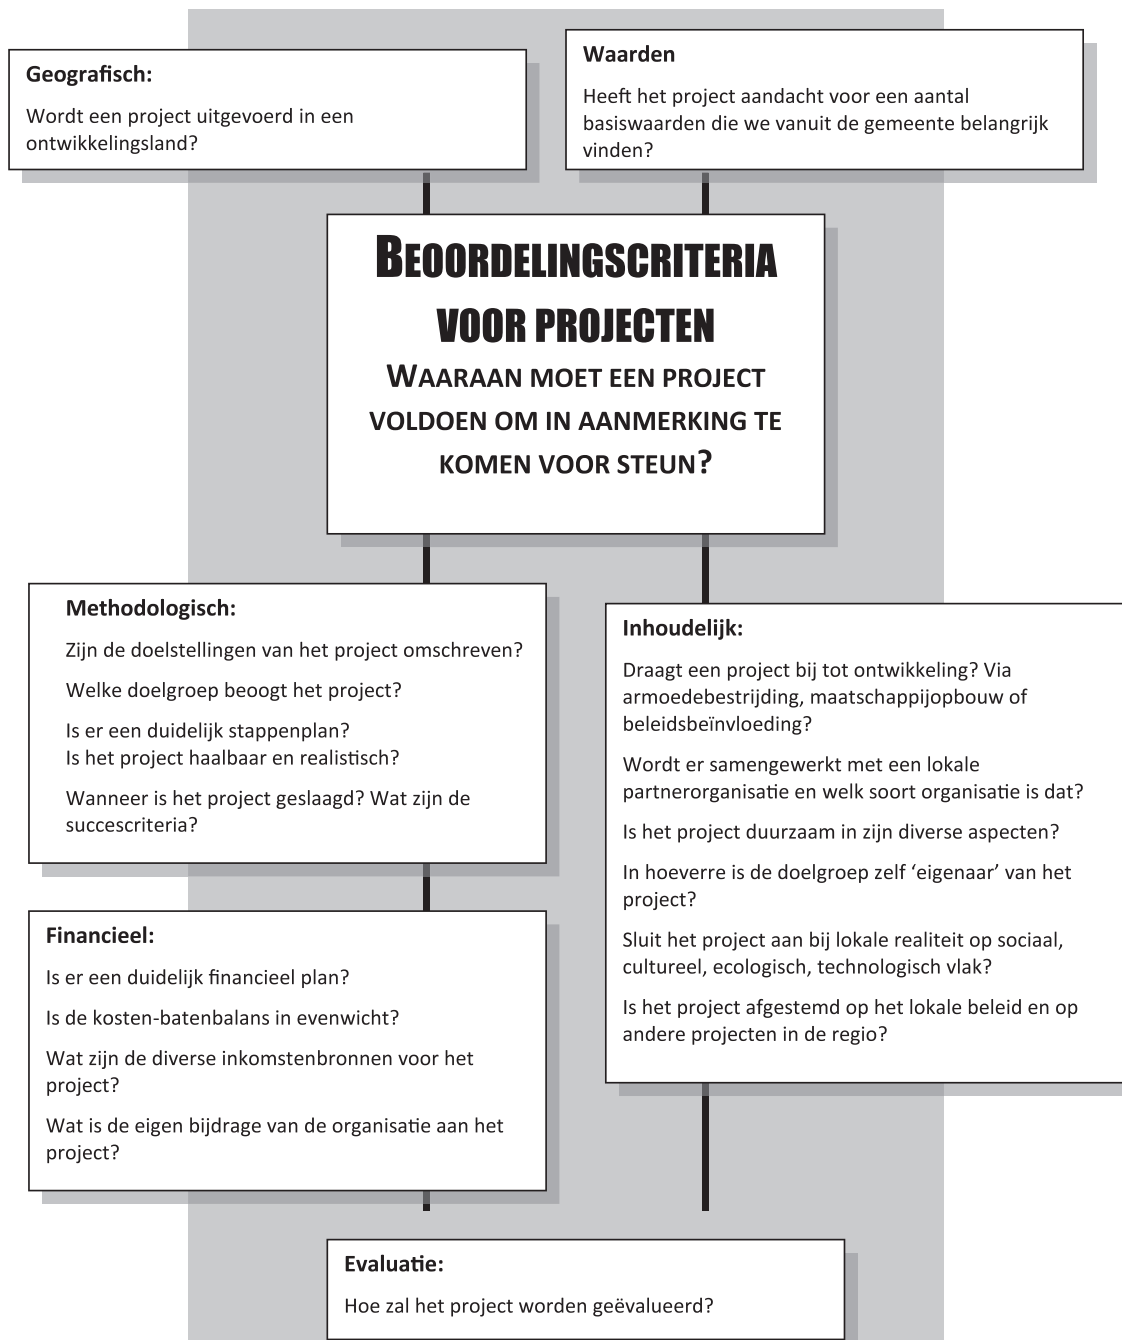 Geografisch:
Wordt een project uitgevoerd in een
ontwikkelingsland?
Waarden
Heeft het project aandacht voor een aantal
basiswaarden die we vanuit de gemeente belangrijk
vinden?
BEOORDELINGSCRITERIA
VOOR PROJECTEN
WAARAAN MOET EEN PROJECT
VOLDOEN OM IN AANMERKING TE
KOMEN VOOR STEUN?
Methodologisch:
Zijn de doelstellingen van het project omschreven?
Welke doelgroep beoogt het project?
Is er een duidelijk stappenplan?
Is het project haalbaar en realistisch?
Wanneer is het project geslaagd? Wat zijn de
succescriteria?
Financieel:
Is er een duidelijk financieel plan?
Is de kosten-batenbalans in evenwicht?
Wat zijn de diverse inkomstenbronnen voor het
project?
Wat is de eigen bijdrage van de organisatie aan het
project?
Inhoudelijk:
Draagt een project bij tot ontwikkeling? Via
armoedebestrijding, maatschappijopbouw of
beleidsbeïnvloeding?
Wordt er samengewerkt met een lokale
partnerorganisatie en welk soort organisatie is dat?
Is het project duurzaam in zijn diverse aspecten?
In hoeverre is de doelgroep zelf ‘eigenaar’ van het
project?
Sluit het project aan bij lokale realiteit op sociaal,
cultureel, ecologisch, technologisch vlak?
Is het project afgestemd op het lokale beleid en op
andere projecten in de regio?
Evaluatie:
Hoe zal het project worden geëvalueerd?